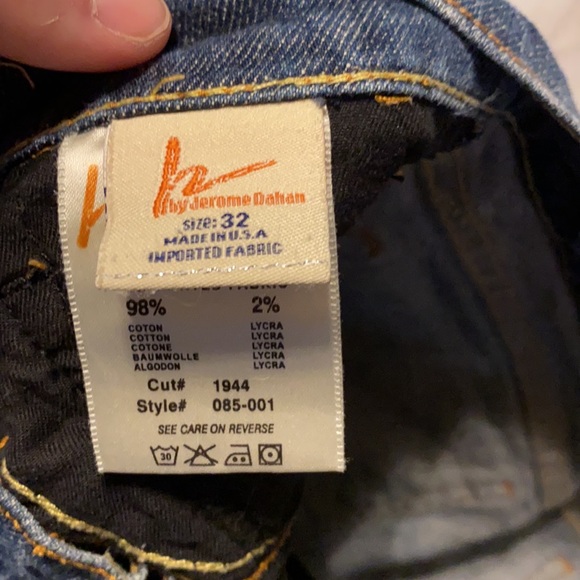 h
by Jerome Dahan
SIZE: 32
MADE IN U.S.A
IMPORTED FABRIC
98% 2%
COTON LYCRA
COTTON LYCRA
COTONE LYCRA
BAUMWOLLE LYCRA
ALGODON LYCRA
Cut# 1944
Style# 085-001
SEE CARE ON REVERSE
30